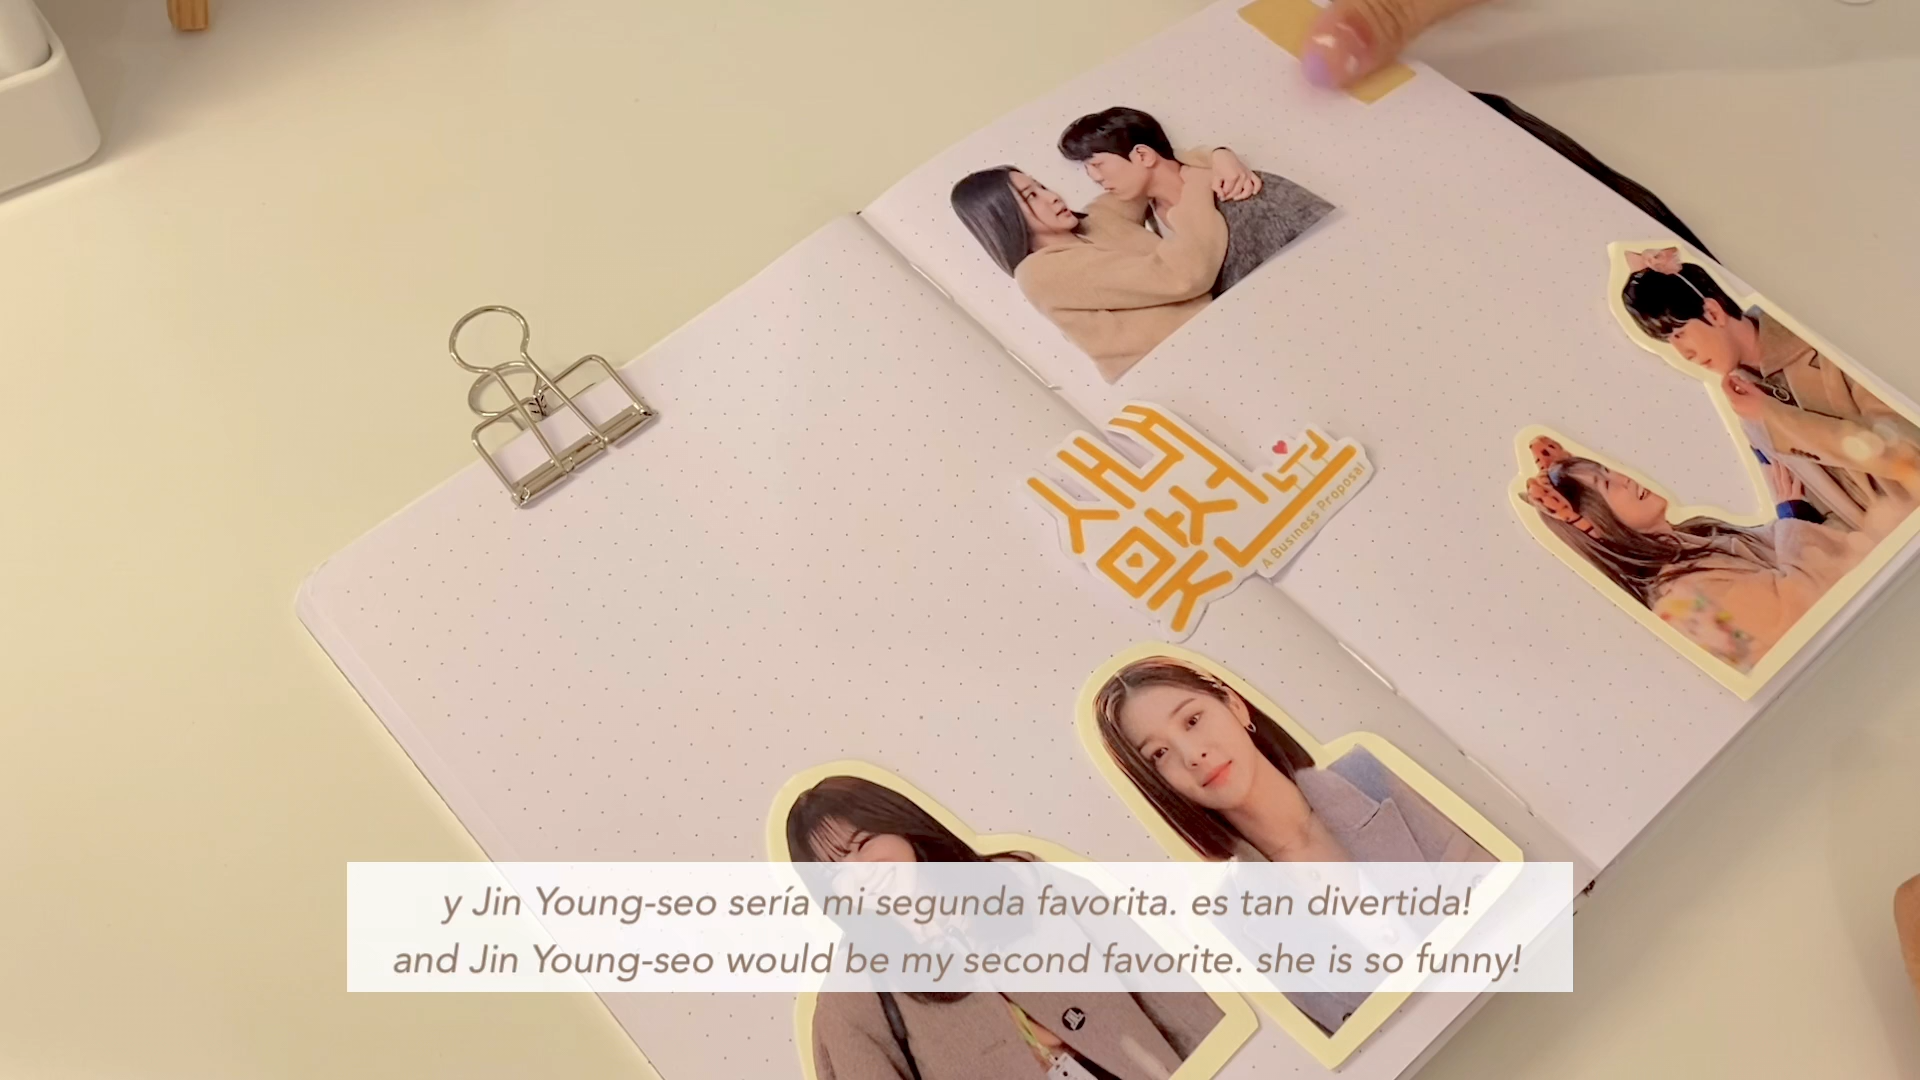 사내
맞선
A Business Proposal
y Jin Young-seo sería mi segunda favorita. es tan divertida!
and Jin Young-seo would be my second favorite. she is so funny!